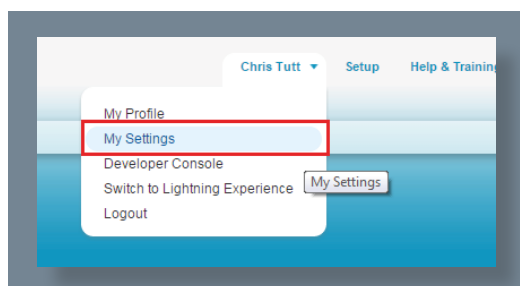 Chris Tutt Setup Help & Training
My Profile
My Settings
Developer Console
Switch to Lightning Experience
My Settings
Logout